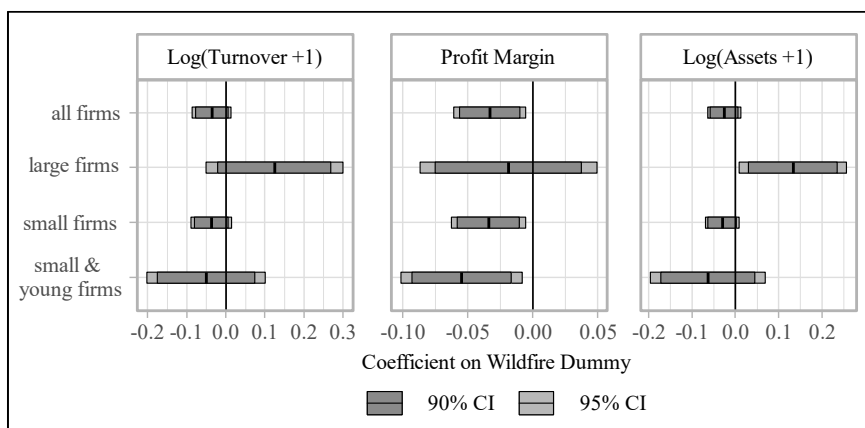 Log(Turnover +1) Profit Margin Log(Assets +1)
all firms
large firms
small firms
small &
young firms
-0.2 -0.1 0.0 0.1 0.2 0.3 -0.10 -0.05 0.00 0.05 -0.2 -0.1 0.0 0.1 0.2
Coefficient on Wildfire Dummy
90% CI 95% CI